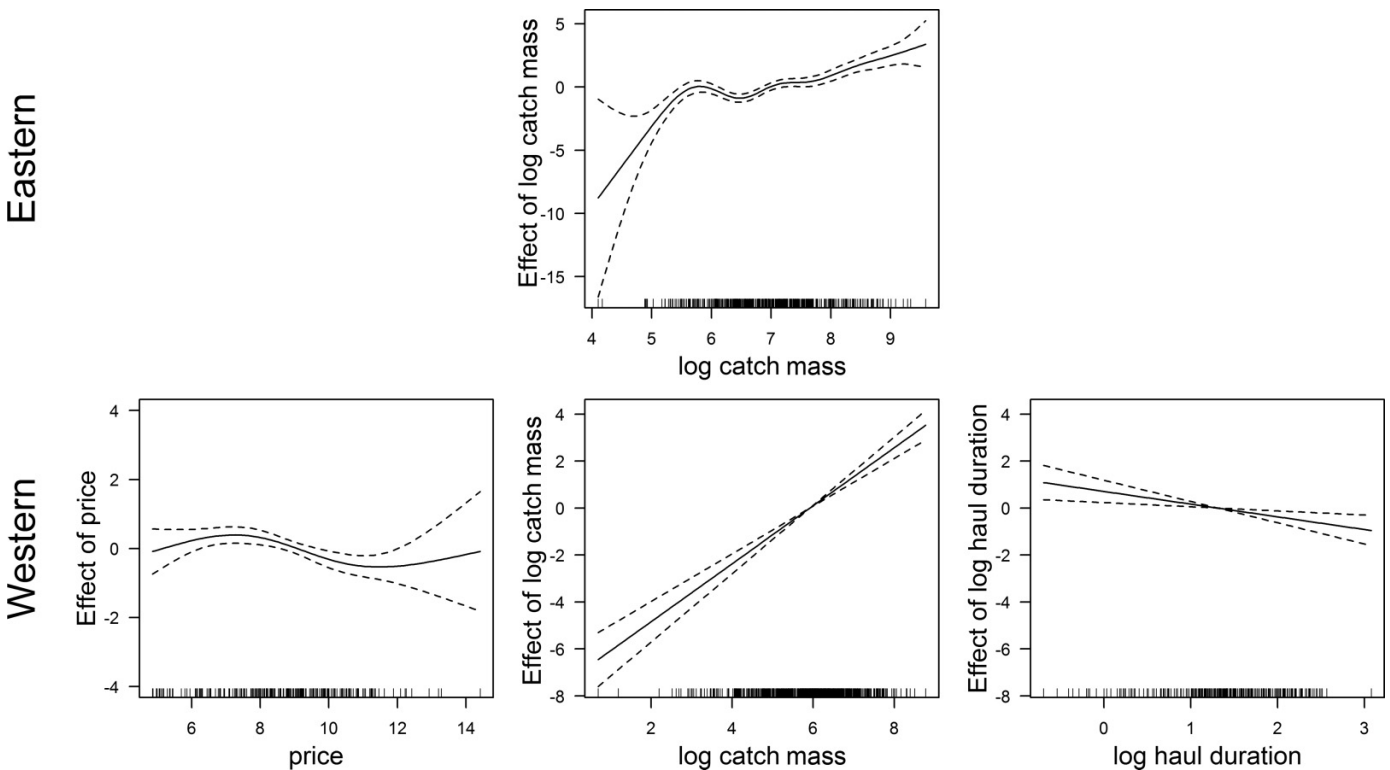 Eastern
Effect of log catch mass
5
0
-5
-10
-15
4 5 6 7 8 9
log catch mass
Western
Effect of price
4
2
0
-2
-4
6 8 10 12 14
price
Effect of log catch mass
4
2
0
-2
-4
-6
-8
2 4 6 8
log catch mass
Effect of log haul duration
4
2
0
-2
-4
-6
-8
0 1 2 3
log haul duration